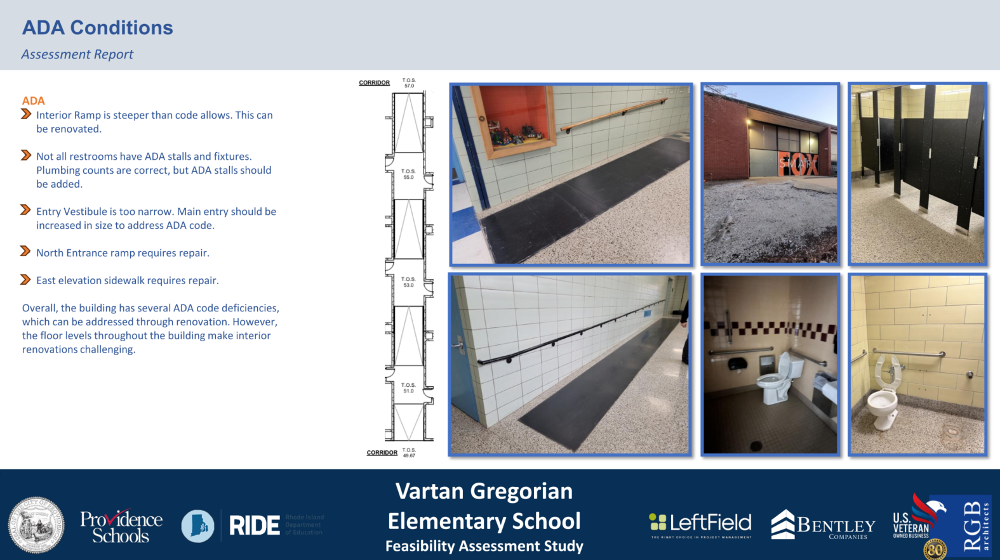 ADA Conditions
Assessment Report
ADA
Interior Ramp is steeper than code allows. This can
be renovated.
Not all restrooms have ADA stalls and fixtures.
Plumbing counts are correct, but ADA stalls should
be added.
Entry Vestibule is too narrow. Main entry should be
increased in size to address ADA code.
North Entrance ramp requires repair.
East elevation sidewalk requires repair.
Overall, the building has several ADA code deficiencies,
which can be addressed through renovation. However,
the floor levels throughout the building make interior
renovations challenging.
CORRIDOR
T.O.S.
57.0
T.O.S.
55.0
T.O.S.
53.0
T.O.S.
51.0
CORRIDOR
T.O.S.
49.67
SMART
FOX
Providence
Schools
RIDE
Rhode Island
Department
of Education
Vartan Gregorian
Elementary School
Feasibility Assessment Study
LeftField
THE RIGHT CHOICE IN PROJECT MANAGEMENT
BENTLEY
COMPANIES
U.S.
VETERAN
OWNED BUSINESS
80
RGB
architects